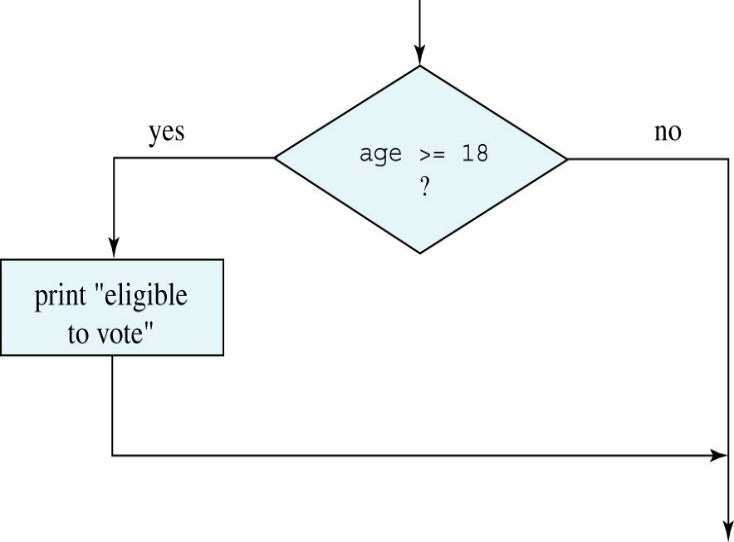 yes
no
age >= 18
?
print "eligible
to vote"